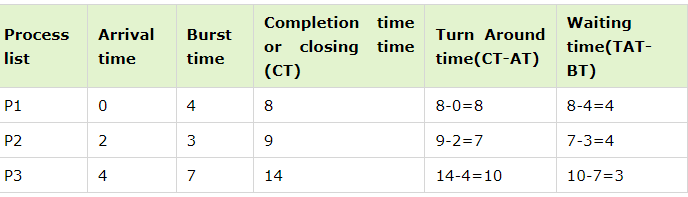 Process list Arrival time Burst time Completion time or closing time (CT) Turn Around time(CT-AT) Waiting time(TAT-BT)
P1 0 4 8 8-0=8 8-4=4
P2 2 3 9 9-2=7 7-3=4
P3 4 7 14 14-4=10 10-7=3